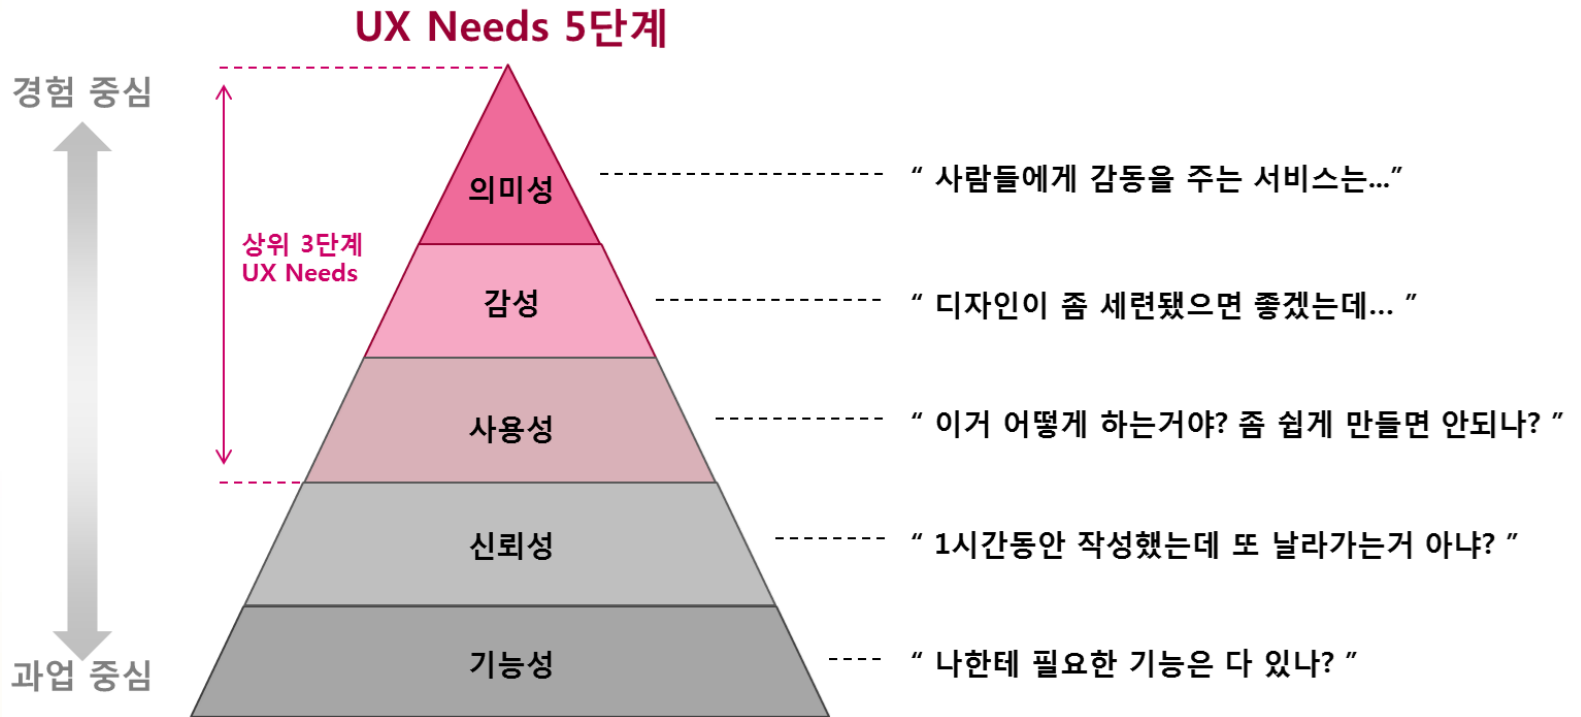 UX Needs 5단계
경험 중심
의미성
“ 사람들에게 감동을 주는 서비스는...”
상위 3단계
UX Needs
감성
“ 디자인이 좀 세련됐으면 좋겠는데... ”
사용성
“ 이거 어떻게 하는거야? 좀 쉽게 만들면 안되나? ”
신뢰성
“ 1시간동안 작성했는데 또 날라가는거 아냐? ”
기능성
“ 나한테 필요한 기능은 다 있나? ”
과업 중심